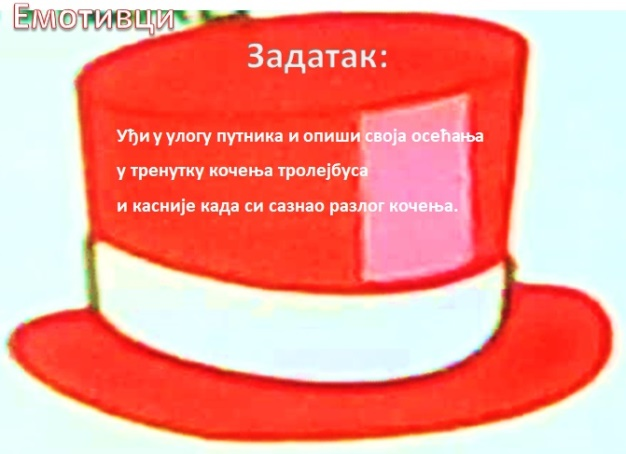 Емотивци
Задатак:
Уђи у улогу путника и опиши своја осећања
у тренутку кочења тролејбуса
и касније када си сазнао разлог кочења.